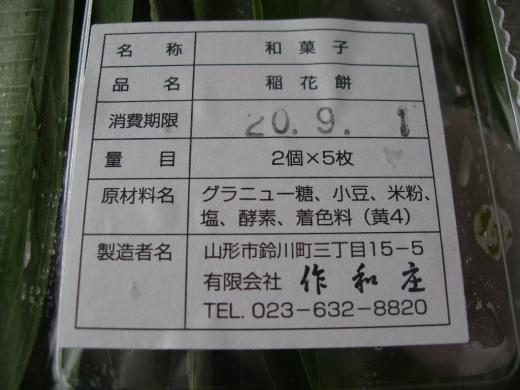 名称 和菓子
品名 稲花餅
消費期限 20.9.1
量目 2個×5枚
原材料名 グラニュー糖、小豆、米粉、
塩、酵素、着色料（黄4）
製造者名 山形市鈴川町三丁目15-5
有限会社 作和庄
TEL. 023-632-8820